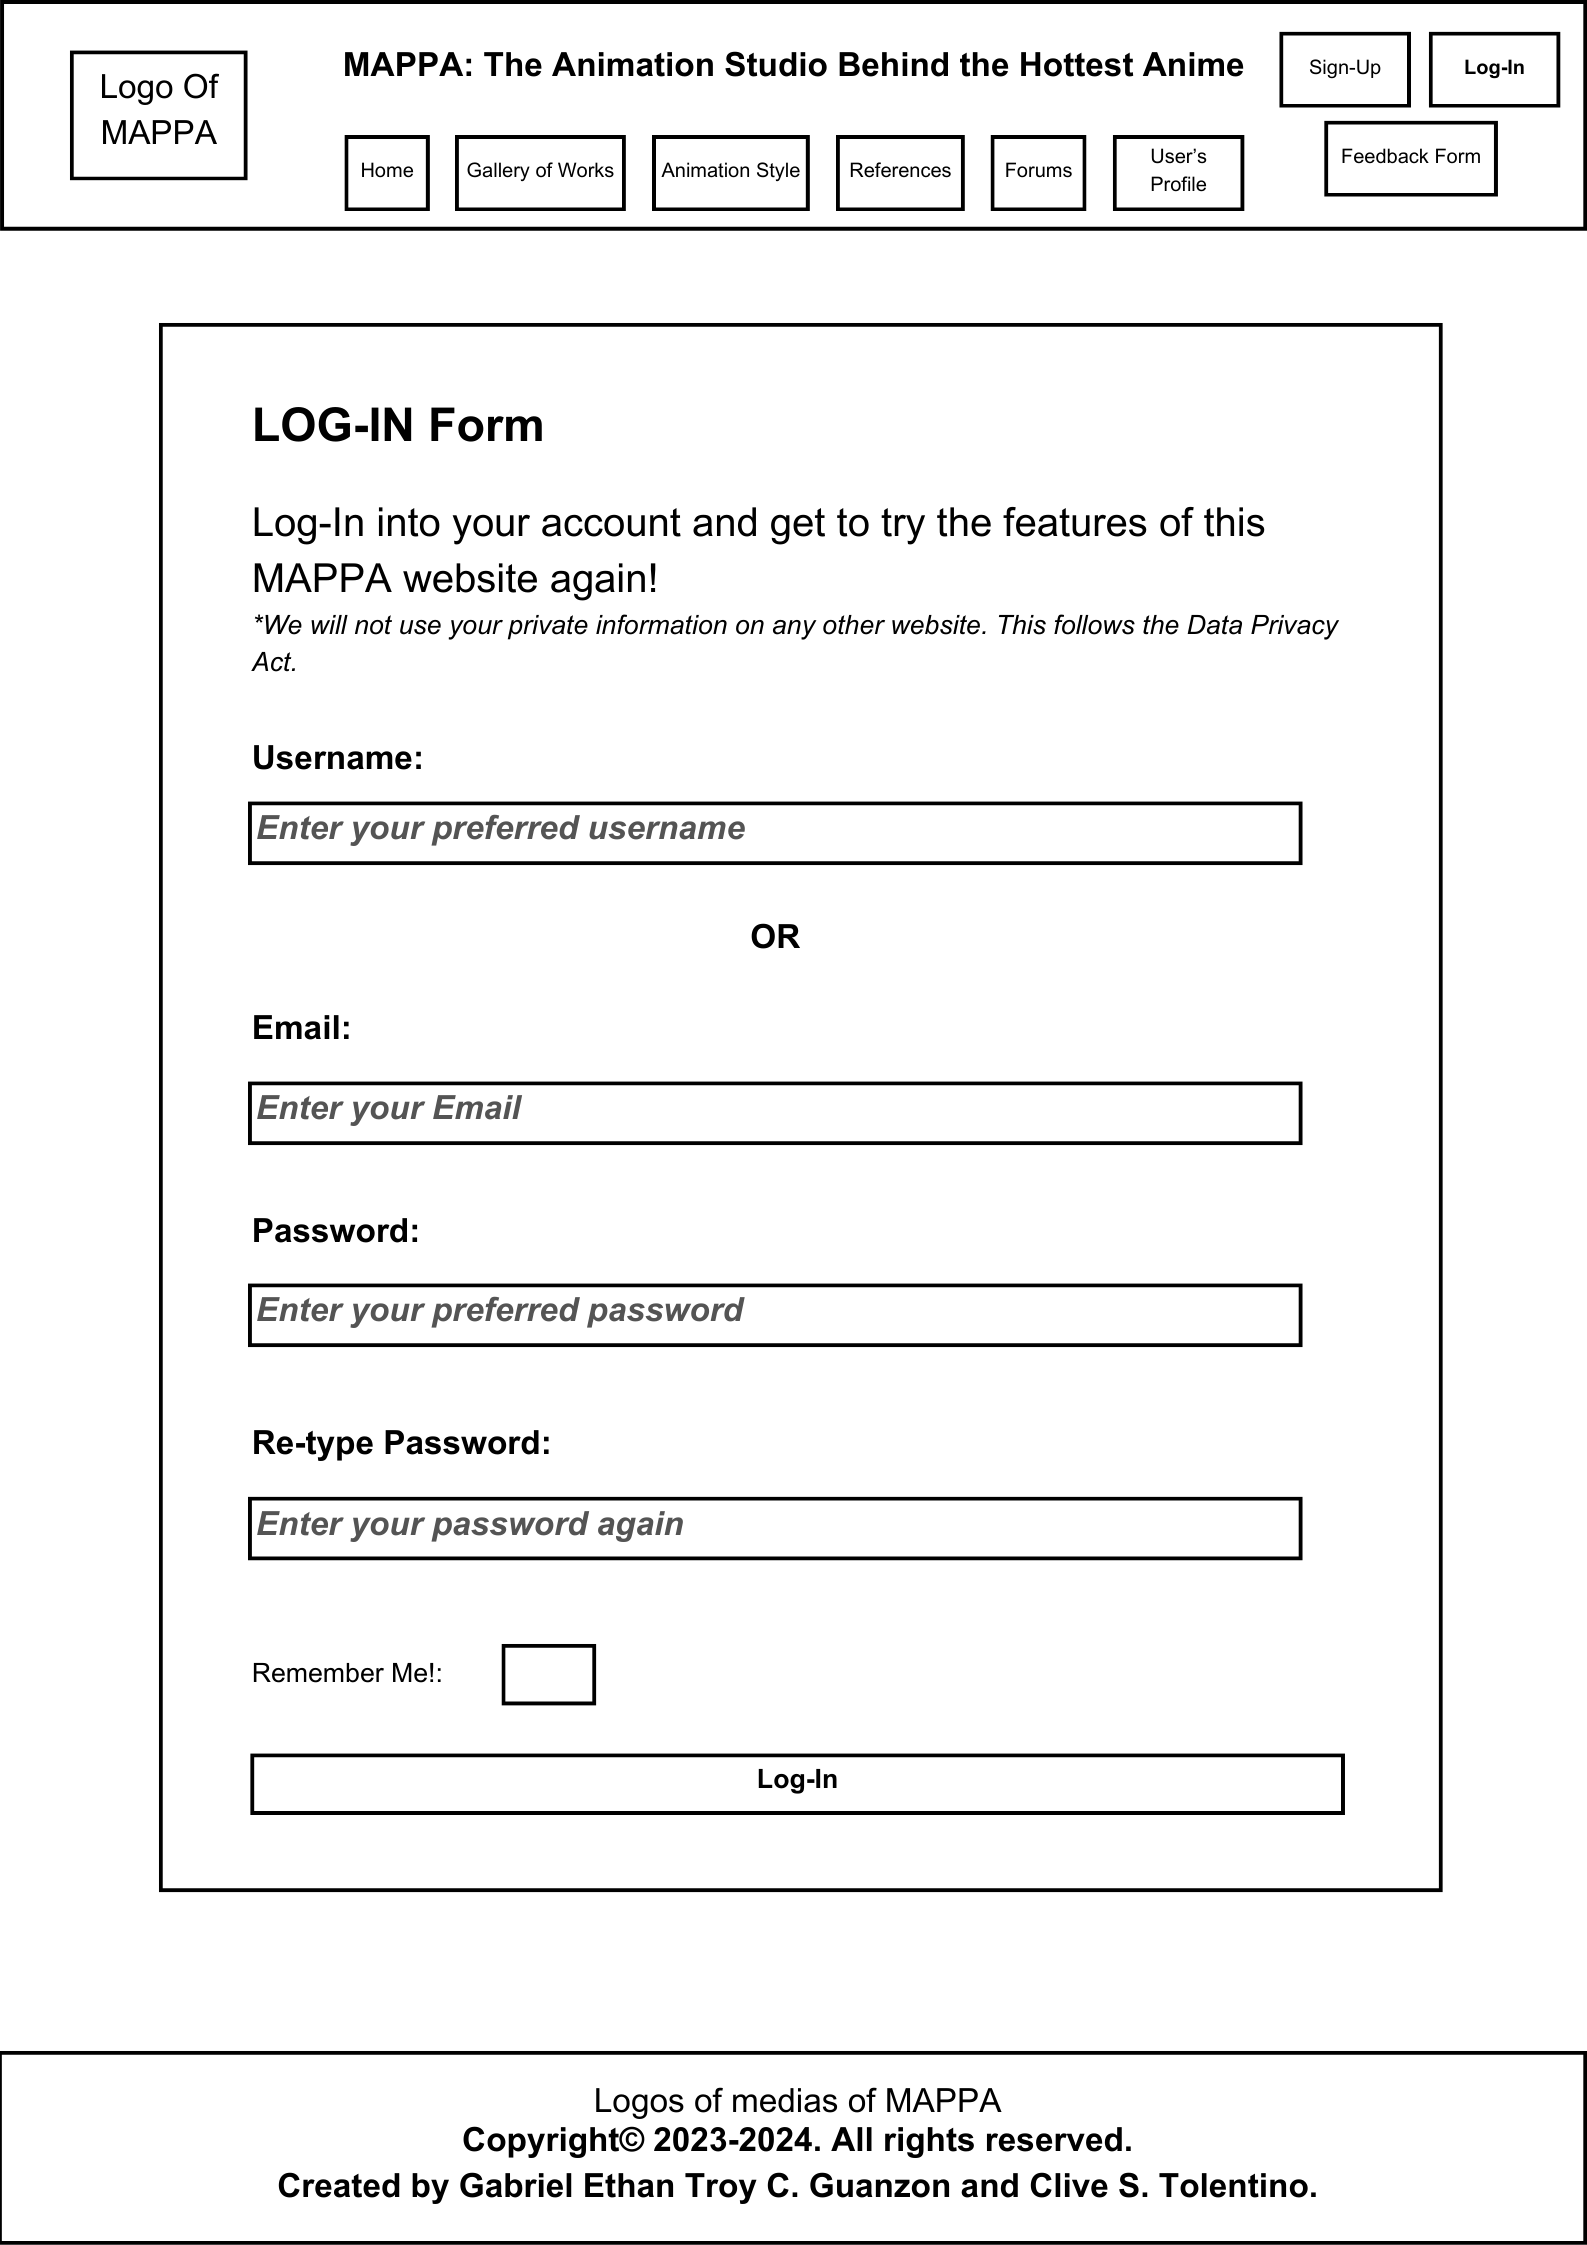 Logo Of
MAPPA
MAPPA: The Animation Studio Behind the Hottest Anime
Sign-Up
Log-In
Home
Gallery of Works
Animation Style
References
Forums
User’s
Profile
Feedback Form
LOG-IN Form
Log-In into your account and get to try the features of this
MAPPA website again!
*We will not use your private information on any other website. This follows the Data Privacy
Act.
Username:
Enter your preferred username
OR
Email:
Enter your Email
Password:
Enter your preferred password
Re-type Password:
Enter your password again
Remember Me!:
Log-In
Logos of medias of MAPPA
Copyright© 2023-2024. All rights reserved.
Created by Gabriel Ethan Troy C. Guanzon and Clive S. Tolentino.